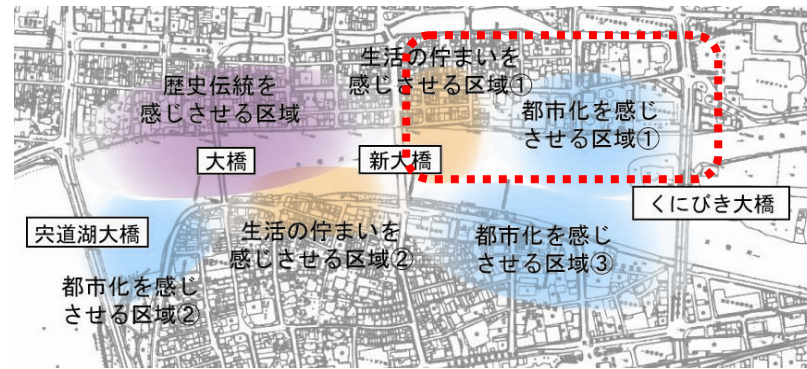 生活の佇まいを
感じさせる区域①
歴史伝統を
感じさせる区域
都市化を感じ
させる区域①
大橋
新大橋
くにびき大橋
宍道湖大橋
生活の佇まいを
感じさせる区域②
都市化を感じ
させる区域③
都市化を感じ
させる区域②